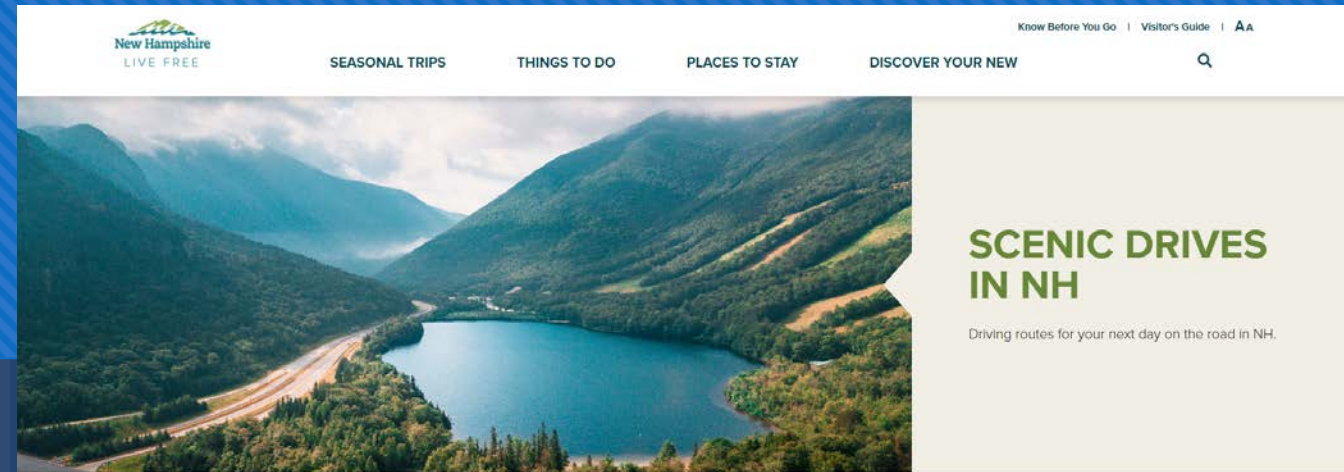 New Hampshire
LIVE FREE
Know Before You Go | Visitor's Guide | AA
SEASONAL TRIPS THINGS TO DO PLACES TO STAY DISCOVER YOUR NEW
SCENIC DRIVES
IN NH
Driving routes for your next day on the road in NH.